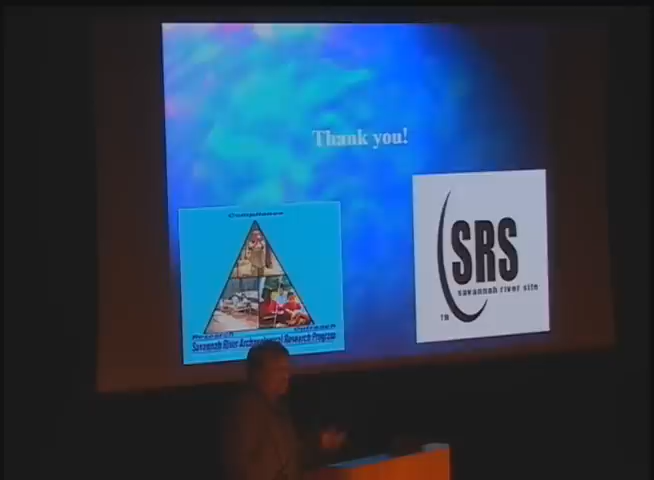 Thank you!
Compliance
SRS
savannah river site
TM
Research
Outreach
Savannah River Archaeological Research Program